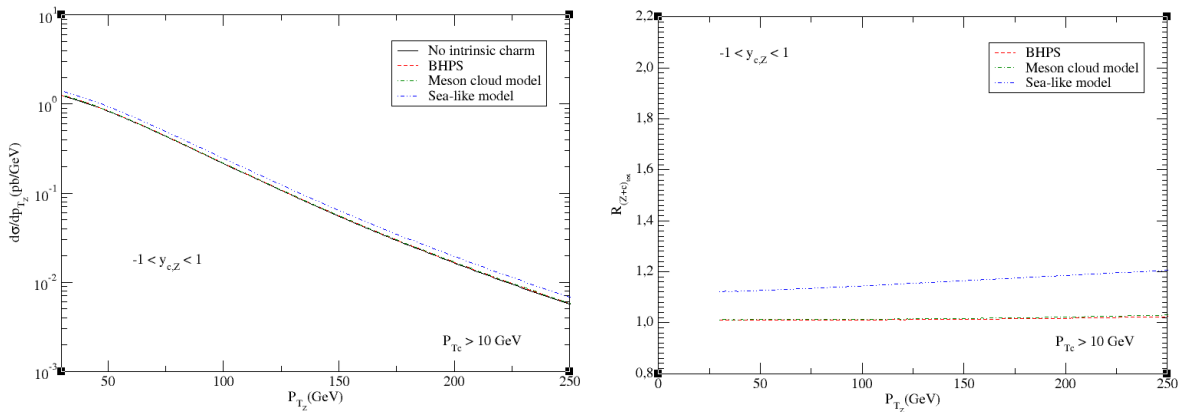 10^1
10^0
10^-1
10^-2
10^-3
dσ/dp_T_Z(pb/GeV)
No intrinsic charm
BHPS
Meson cloud model
Sea-like model
-1 < y_c,Z < 1
P_Tc > 10 GeV
50 100 150 200 250
P_T_Z(GeV)
2,2
2
1,8
1,6
1,4
1,2
1,0
0,8
-1 < y_c,Z < 1
BHPS
Meson cloud model
Sea-like model
P_Tc > 10 GeV
0 50 100 150 200 250
P_T_Z(GeV)